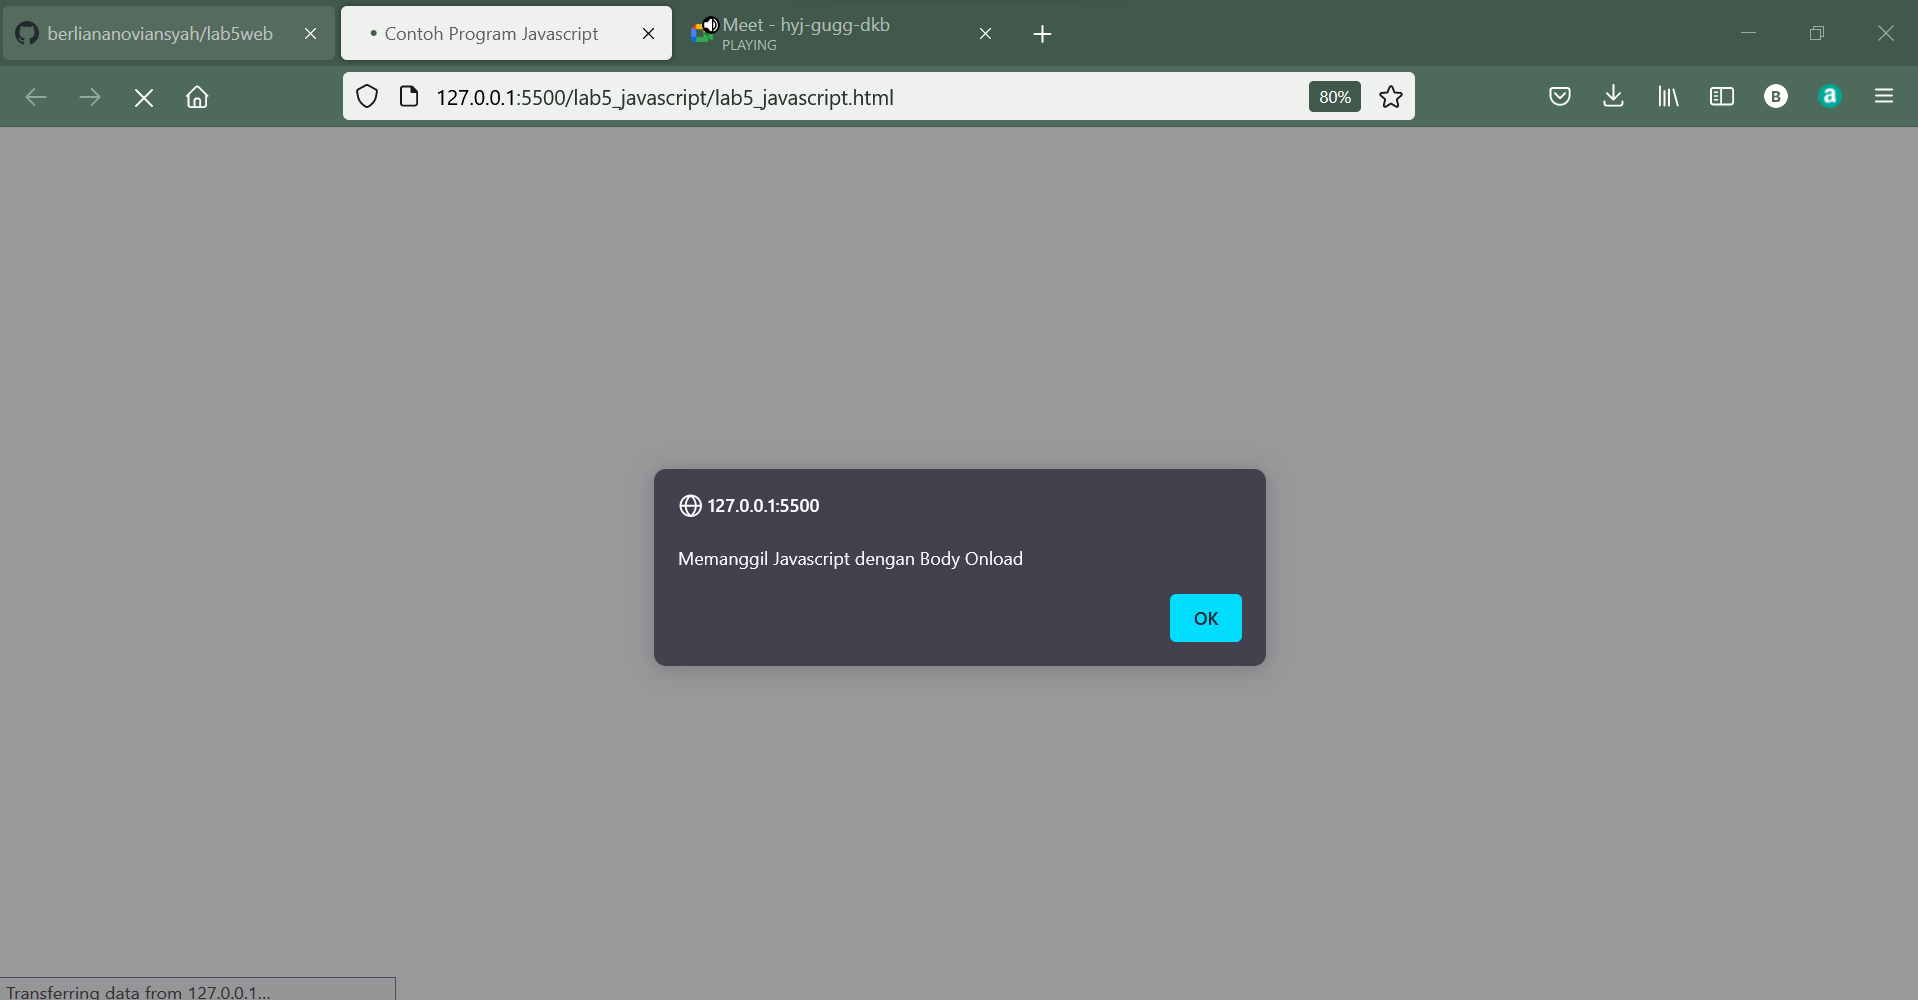 berliananoviansyah/lab5web
Contoh Program Javascript
Meet - hyj-gugg-dkb
PLAYING
127.0.0.1:5500/lab5_javascript/lab5_javascript.html
80%
B
a
127.0.0.1:5500
Memanggil Javascript dengan Body Onload
OK
Transferring data from 127.0.0.1...